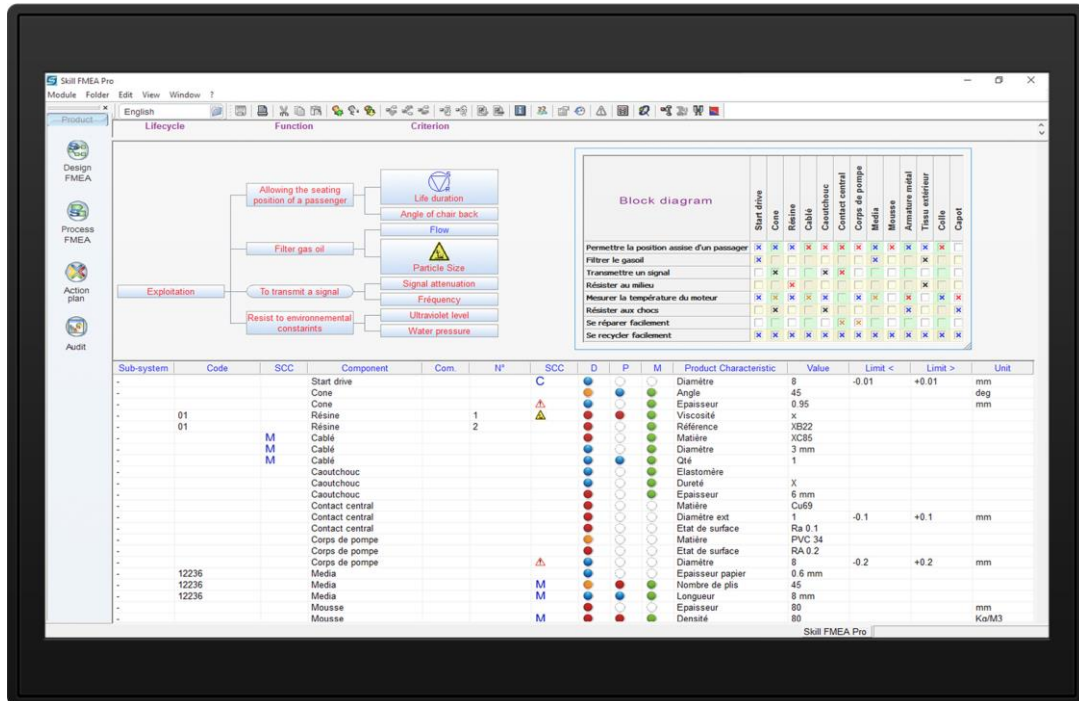 Skill FMEA Pro
Module Folder Edit View Window ?
English
Product
Lifecycle Function Criterion
Design FMEA
Process FMEA
Action plan
Audit
Exploitation
Allowing the seating position of a passenger
Filter gas oil
To transmit a signal
Resist to environnemental constarints
Life duration
Angle of chair back
Flow
Particle Size
Signal attenuation
Fréquency
Ultraviolet level
Water pressure
Block diagram
Start drive
Cone
Résine
Cablé
Caoutchouc
Contact central
Corps de pompe
Media
Mousse
Armature métal
Tissu extérieur
Colle
Capot
Permettre la position assise d'un passager
Filtrer le gasoil
Transmettre un signal
Résister au milieu
Mesurer la température du moteur
Résister aux chocs
Se réparer facilement
Se recycler facilement
Sub-system Code SCC Component Com. N° SCC D P M Product Characteristic Value Limit < Limit > Unit
- Start drive C Diamètre 8 -0.01 +0.01 mm
- Cone Angle 45 deg
- Cone Epaisseur 0.95 mm
- 01 Résine 1 Viscosité x
- 01 Résine 2 Référence XB22
- M Cablé Matière XC85
- M Cablé Diamètre 3 mm
- M Cablé Qté 1
- Caoutchouc Elastomère
- Caoutchouc Dureté X
- Caoutchouc Epaisseur 6 mm
- Contact central Matière Cu69
- Contact central Diamètre ext 1 -0.1 +0.1 mm
- Contact central Etat de surface Ra 0.1
- Corps de pompe Matière PVC 34
- Corps de pompe Etat de surface RA 0.2
- Corps de pompe Diamètre 8 -0.2 +0.2 mm
- 12236 Media Epaisseur papier 0.6 mm
- 12236 Media M Nombre de plis 45
- 12236 Media M Longueur 8 mm
- Mousse Epaisseur 80 mm
- Mousse M Densité 80 Kg/M3
Skill FMEA Pro